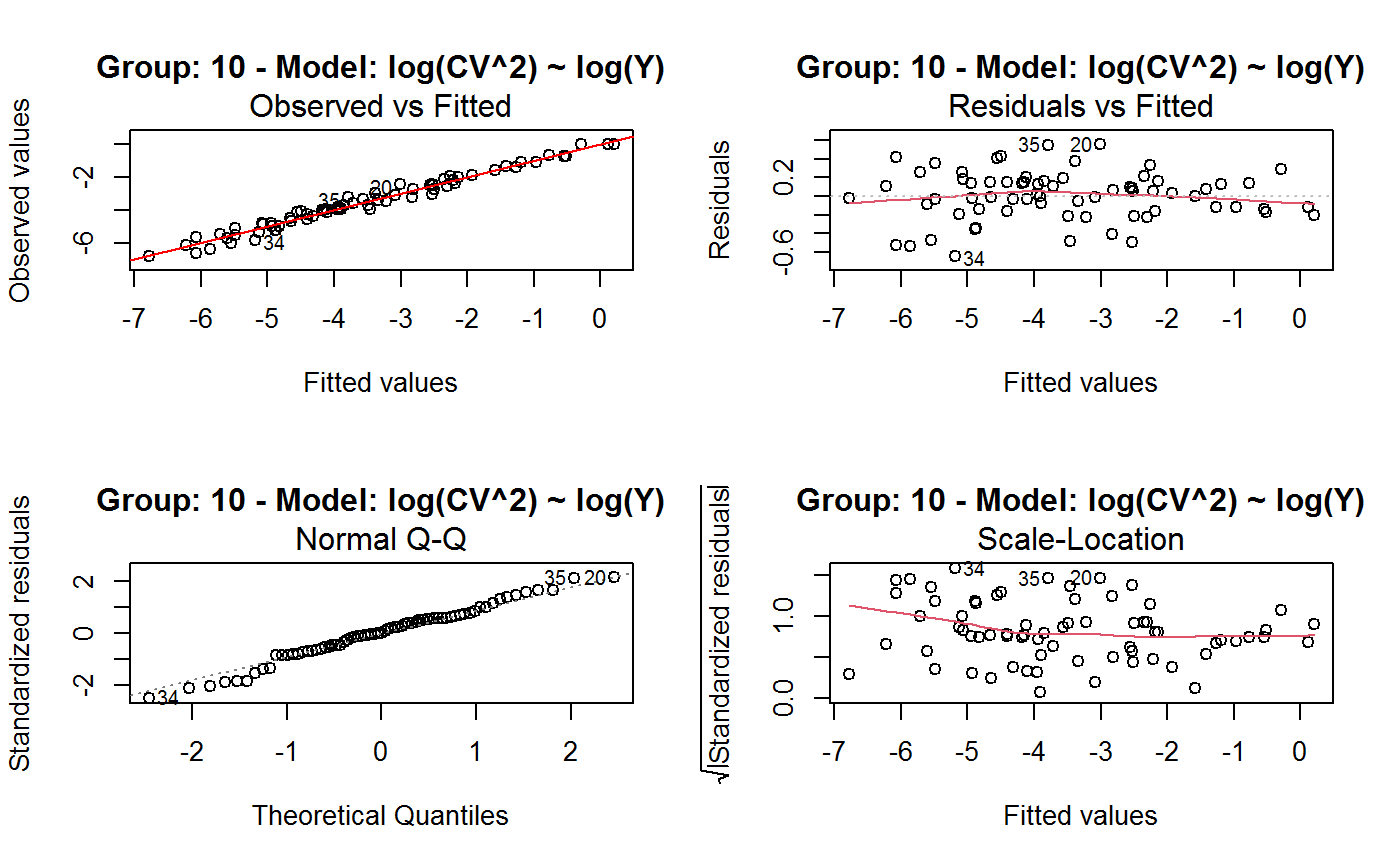 Group: 10 - Model: log(CV^2) ~ log(Y)
Observed vs Fitted
Observed values
-2
-6
35
20
34
-7 -6 -5 -4 -3 -2 -1 0
Fitted values
Group: 10 - Model: log(CV^2) ~ log(Y)
Residuals vs Fitted
Residuals
0.2
-0.6
35
20
34
-7 -6 -5 -4 -3 -2 -1 0
Fitted values
Group: 10 - Model: log(CV^2) ~ log(Y)
Normal Q-Q
Standardized residuals
2
0
-2
35
20
34
-2 -1 0 1 2
Theoretical Quantiles
Group: 10 - Model: log(CV^2) ~ log(Y)
Scale-Location
√|Standardized residuals|
1.0
0.0
34
35
20
-7 -6 -5 -4 -3 -2 -1 0
Fitted values